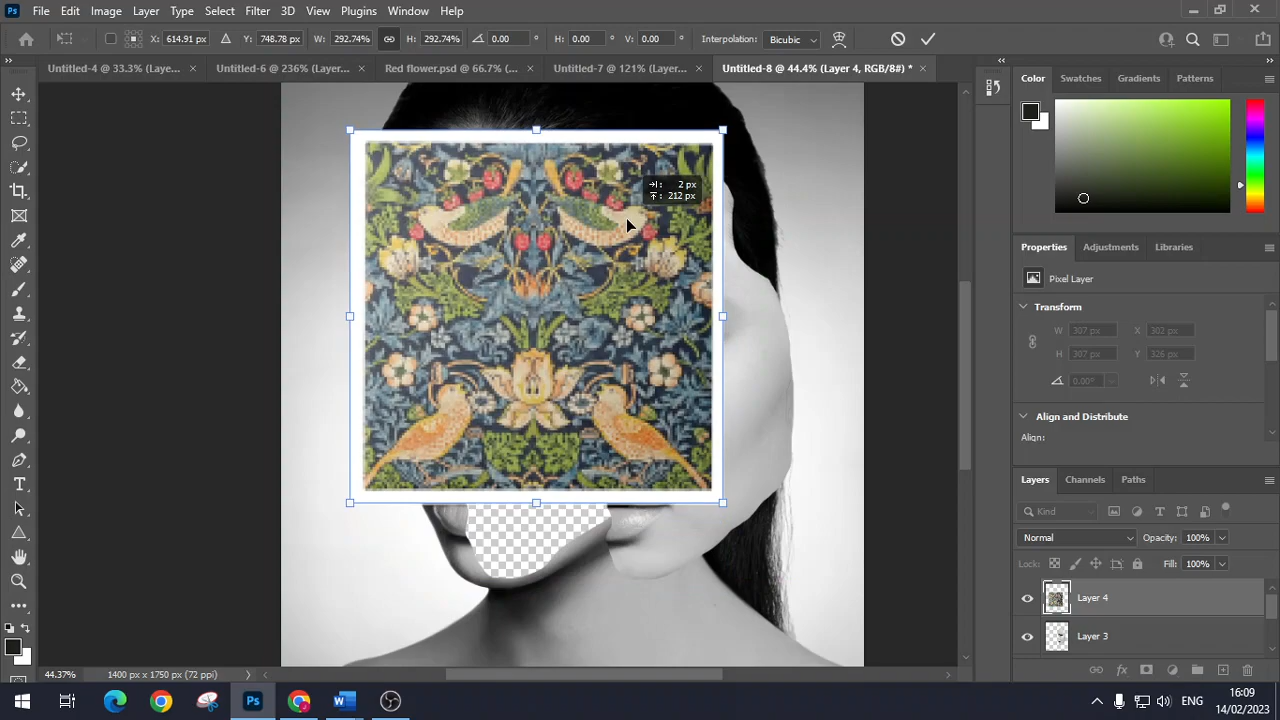 Ps File Edit Image Layer Type Select Filter 3D View Plugins Window Help
X: 614.91 px Y: 748.78 px W: 292.74% H: 292.74% 0.00 ° H: 0.00 ° V: 0.00 ° Interpolation: Bicubic
Untitled-4 @ 33.3% (Laye... × Untitled-6 @ 236% (Layer... × Red flower.psd @ 66.7% (... × Untitled-7 @ 121% (Layer... × Untitled-8 @ 44.4% (Layer 4, RGB/8#) * ×
Color Swatches Gradients Patterns
2 px
212 px
Properties Adjustments Libraries
Pixel Layer
Transform
W 307 px X 302 px
H 307 px Y 326 px
0.00°
Align and Distribute
Align:
Layers Channels Paths
Kind
Normal Opacity: 100%
Lock: Fill: 100%
Layer 4
Layer 3
44.37% 1400 px x 1750 px (72 ppi)
Ps W ENG 16:09
14/02/2023